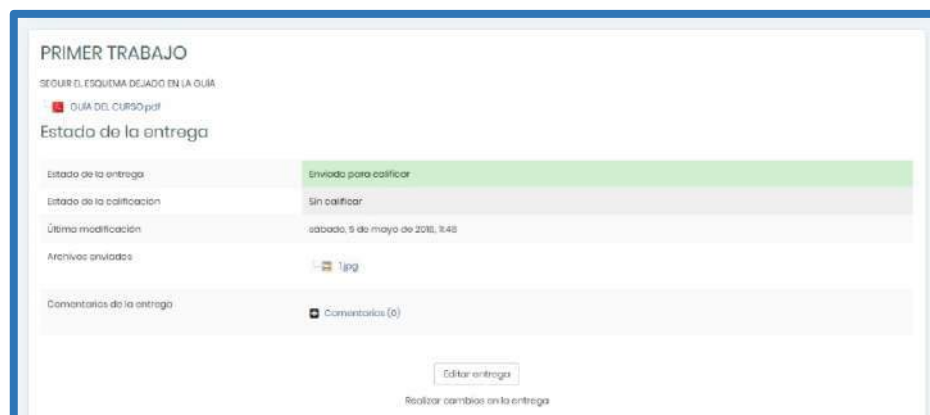 PRIMER TRABAJO
SEGUIR EL ESQUEMA DEJADO EN LA GUÍA
GUÍA DEL CURSO.pdf
Estado de la entrega
Estado de la entrega Enviado para calificar
Estado de la calificación Sin calificar
Última modificación sábado, 5 de mayo de 2018, 11:48
Archivos enviados 1.jpg
Comentarios de la entrega Comentarios (0)
Editar entrega
Realizar cambios en la entrega